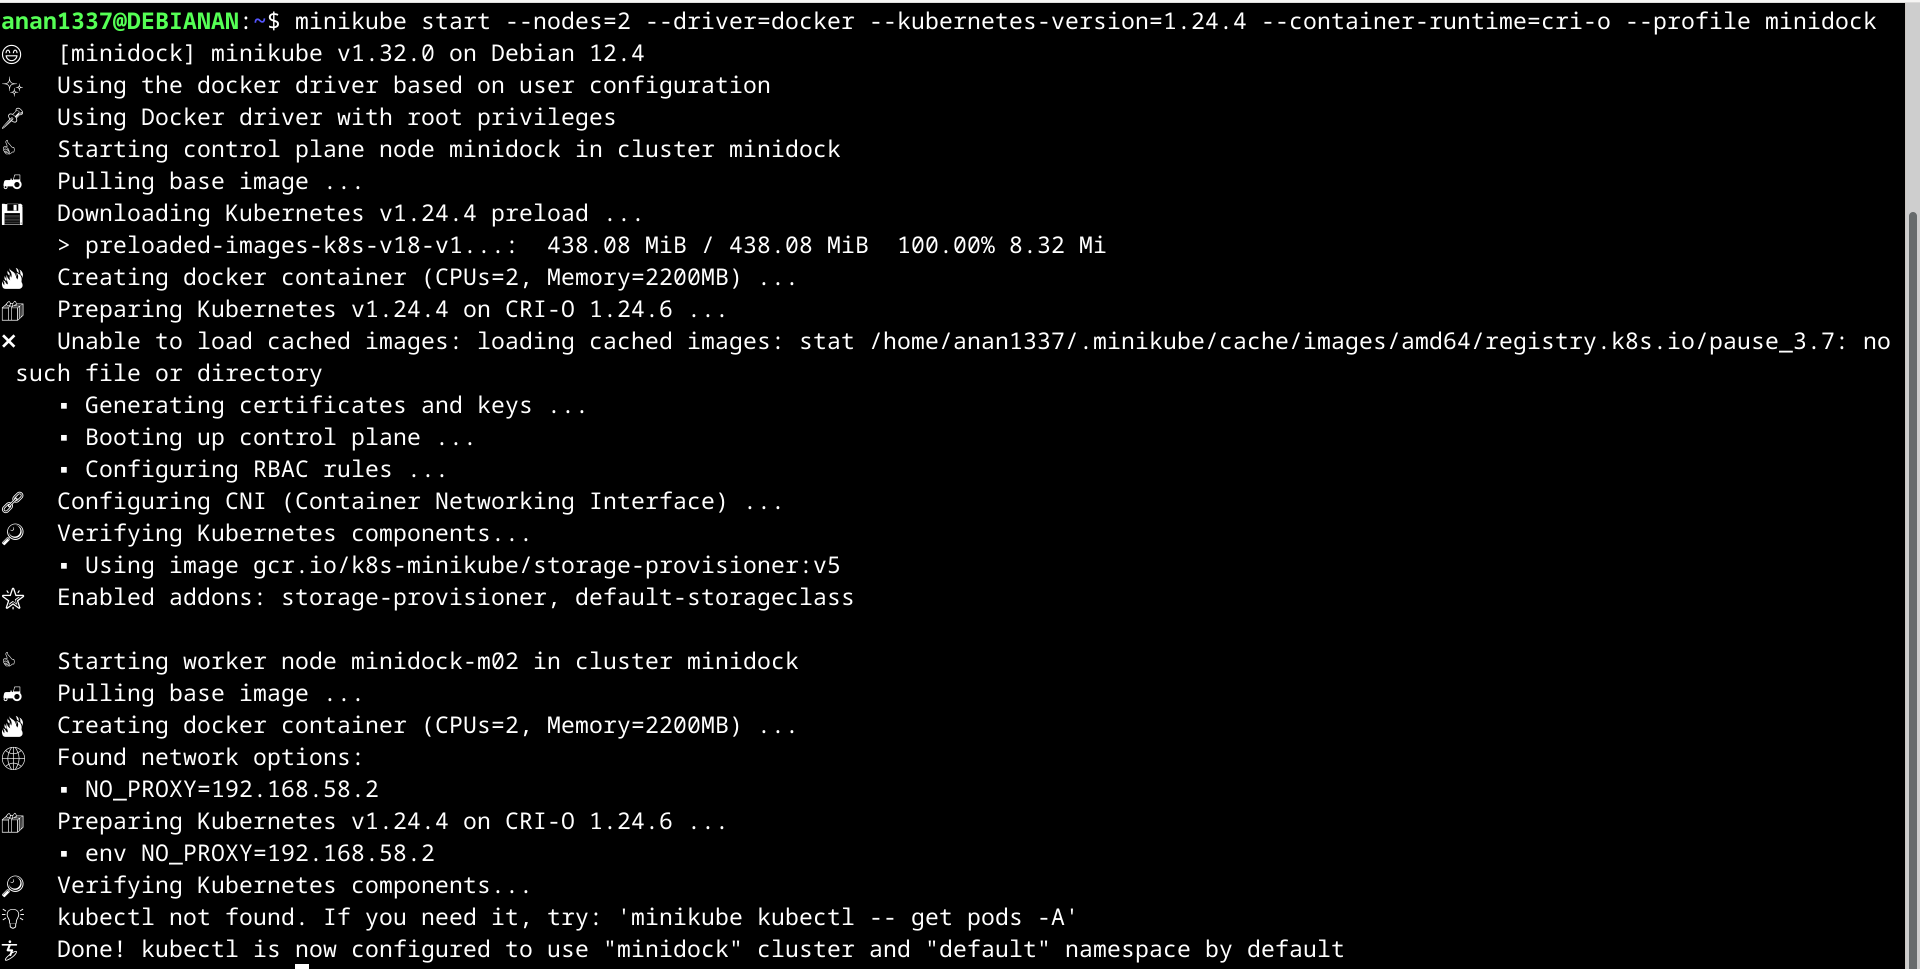 anan1337@DEBIANAN:~$ minikube start --nodes=2 --driver=docker --kubernetes-version=1.24.4 --container-runtime=cri-o --profile minidock
😄   [minidock] minikube v1.32.0 on Debian 12.4
✨   Using the docker driver based on user configuration
📌   Using Docker driver with root privileges
👍   Starting control plane node minidock in cluster minidock
🚜   Pulling base image ...
💾   Downloading Kubernetes v1.24.4 preload ...
    > preloaded-images-k8s-v18-v1...:  438.08 MiB / 438.08 MiB  100.00% 8.32 Mi
🔥   Creating docker container (CPUs=2, Memory=2200MB) ...
🎁   Preparing Kubernetes v1.24.4 on CRI-O 1.24.6 ...
❌   Unable to load cached images: loading cached images: stat /home/anan1337/.minikube/cache/images/amd64/registry.k8s.io/pause_3.7: no
 such file or directory
    ▪ Generating certificates and keys ...
    ▪ Booting up control plane ...
    ▪ Configuring RBAC rules ...
🔗   Configuring CNI (Container Networking Interface) ...
🔎   Verifying Kubernetes components...
    ▪ Using image gcr.io/k8s-minikube/storage-provisioner:v5
🌟   Enabled addons: storage-provisioner, default-storageclass
👍   Starting worker node minidock-m02 in cluster minidock
🚜   Pulling base image ...
🔥   Creating docker container (CPUs=2, Memory=2200MB) ...
🌐   Found network options:
    ▪ NO_PROXY=192.168.58.2
🎁   Preparing Kubernetes v1.24.4 on CRI-O 1.24.6 ...
    ▪ env NO_PROXY=192.168.58.2
🔎   Verifying Kubernetes components...
💡   kubectl not found. If you need it, try: 'minikube kubectl -- get pods -A'
🏄   Done! kubectl is now configured to use "minidock" cluster and "default" namespace by default